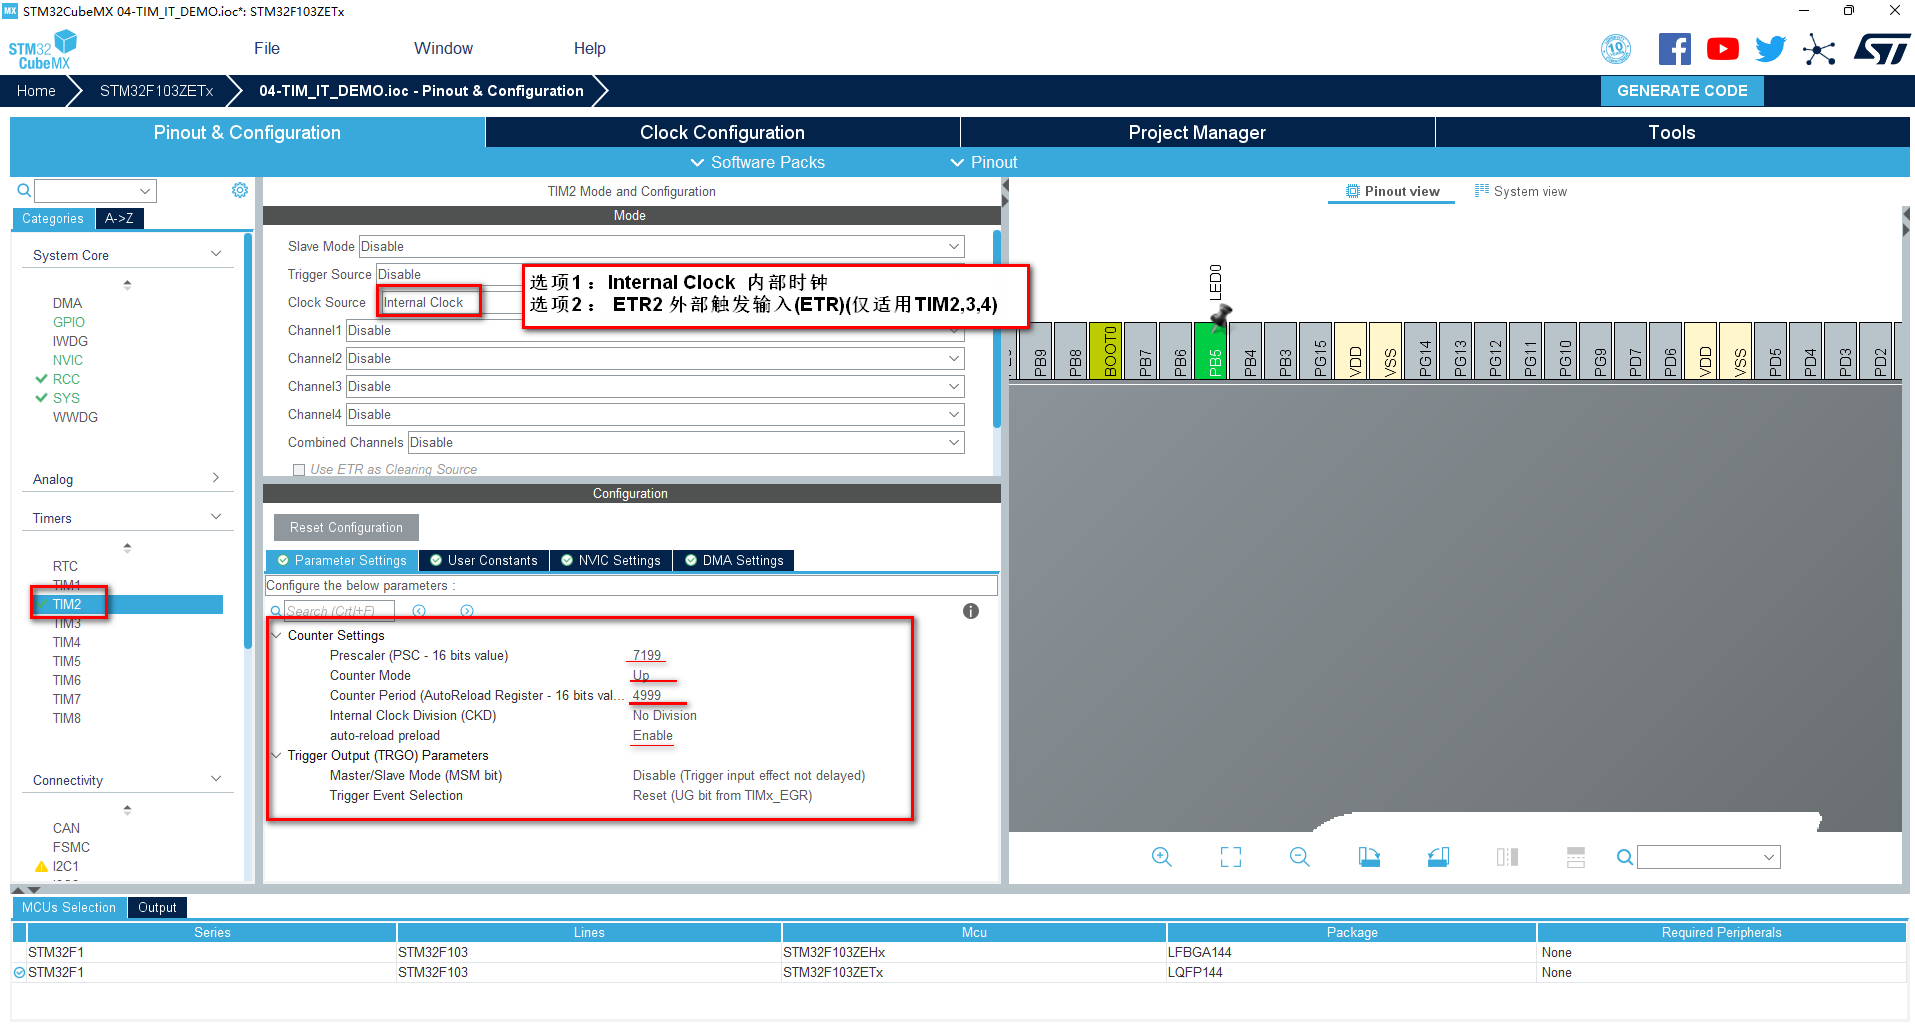 MX STM32CubeMX 04-TIM_IT_DEMO.ioc*: STM32F103ZETx
STM32 CubeMX
File Window Help
10
Home STM32F103ZETx 04-TIM_IT_DEMO.ioc - Pinout & Configuration GENERATE CODE
Pinout & Configuration Clock Configuration Project Manager Tools
Software Packs Pinout
Categories A->Z
System Core
DMA
GPIO
IWDG
NVIC
RCC
SYS
WWDG
Analog
Timers
RTC
TIM1
TIM2
TIM3
TIM4
TIM5
TIM6
TIM7
TIM8
Connectivity
CAN
FSMC
I2C1
TIM2 Mode and Configuration
Mode
Slave Mode Disable
Trigger Source Disable
Clock Source Internal Clock
选项1： Internal Clock 内部时钟
选项2： ETR2 外部触发输入(ETR)(仅适用TIM2,3,4)
Channel1 Disable
Channel2 Disable
Channel3 Disable
Channel4 Disable
Combined Channels Disable
Use ETR as Clearing Source
Configuration
Reset Configuration
Parameter Settings User Constants NVIC Settings DMA Settings
Configure the below parameters :
Search (Crtl+F)
Counter Settings
Prescaler (PSC - 16 bits value) 7199
Counter Mode Up
Counter Period (AutoReload Register - 16 bits val... 4999
Internal Clock Division (CKD) No Division
auto-reload preload Enable
Trigger Output (TRGO) Parameters
Master/Slave Mode (MSM bit) Disable (Trigger input effect not delayed)
Trigger Event Selection Reset (UG bit from TIMx_EGR)
Pinout view System view
LED0
PB9 PB8 BOOT0 PB7 PB6 PB5 PB4 PB3 PG15 VDD VSS PG14 PG13 PG12 PG11 PG10 PG9 PD7 PD6 VDD VSS PD5 PD4 PD3 PD2
MCUs Selection Output
Series Lines Mcu Package Required Peripherals
STM32F1 STM32F103 STM32F103ZEHx LFBGA144 None
STM32F1 STM32F103 STM32F103ZETx LQFP144 None